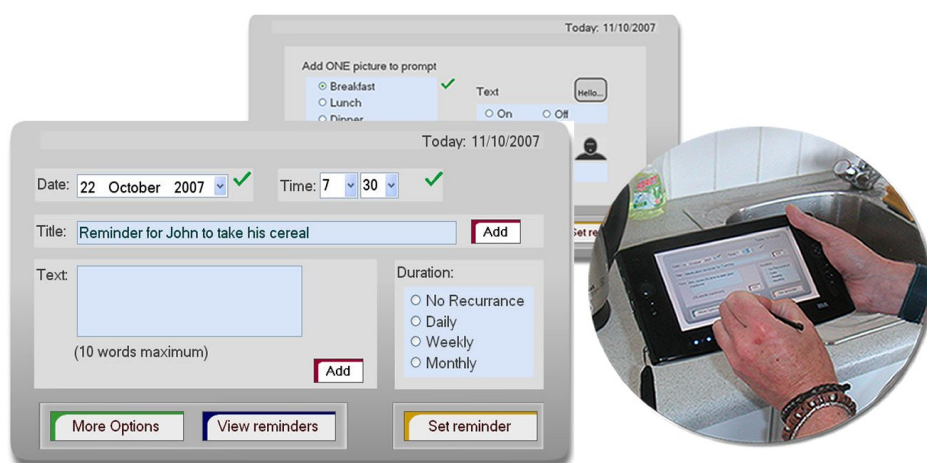 Today: 11/10/2007
Add ONE picture to prompt
Breakfast
Lunch
Dinner
Text
Hello...
On Off
Set re
Today: 11/10/2007
Date: 22 October 2007 Time: 7 30
Title: Reminder for John to take his cereal Add
Text:
(10 words maximum)
Add
Duration:
No Recurrance
Daily
Weekly
Monthly
More Options View reminders Set reminder